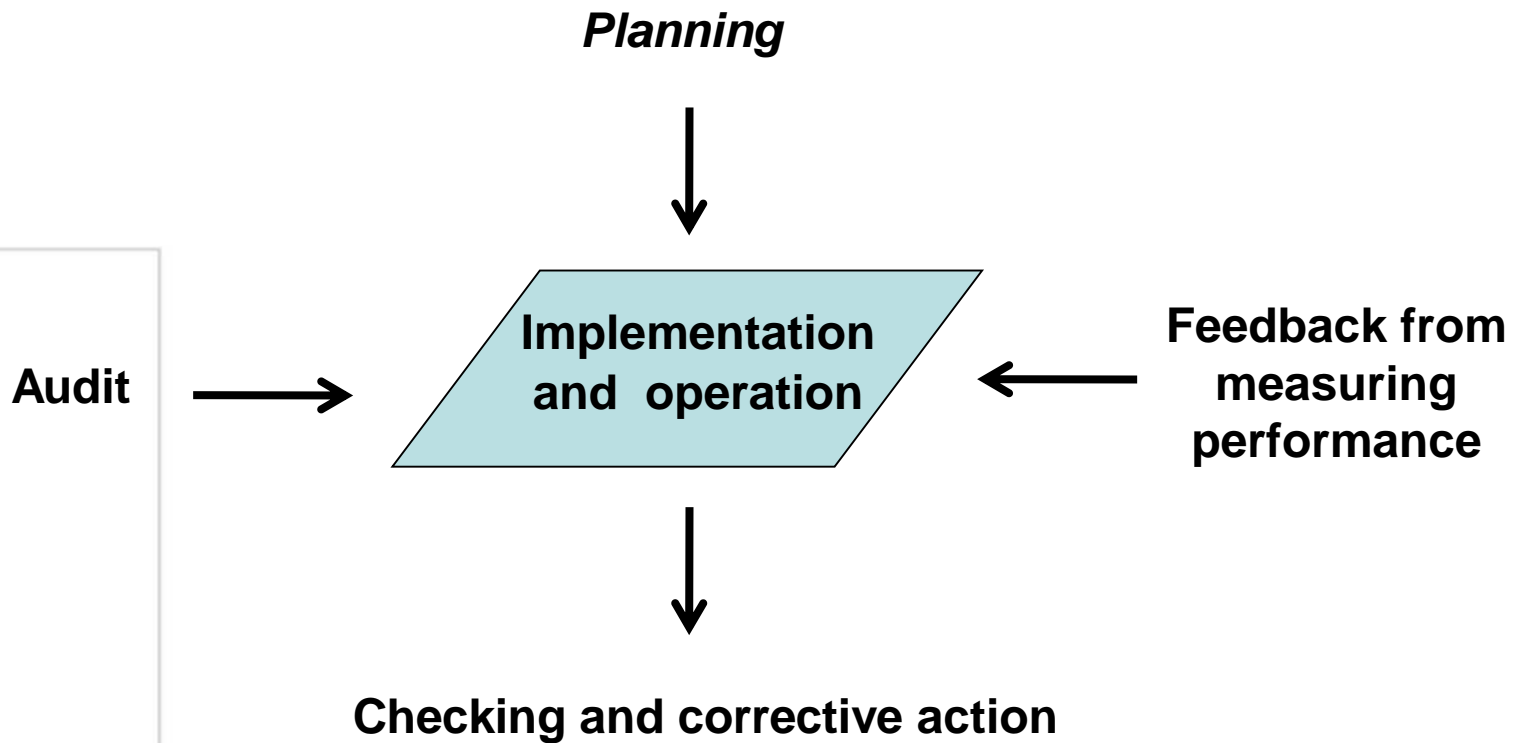 Planning
Implementation
and operation
Audit
Feedback from
measuring
performance
Checking and corrective action